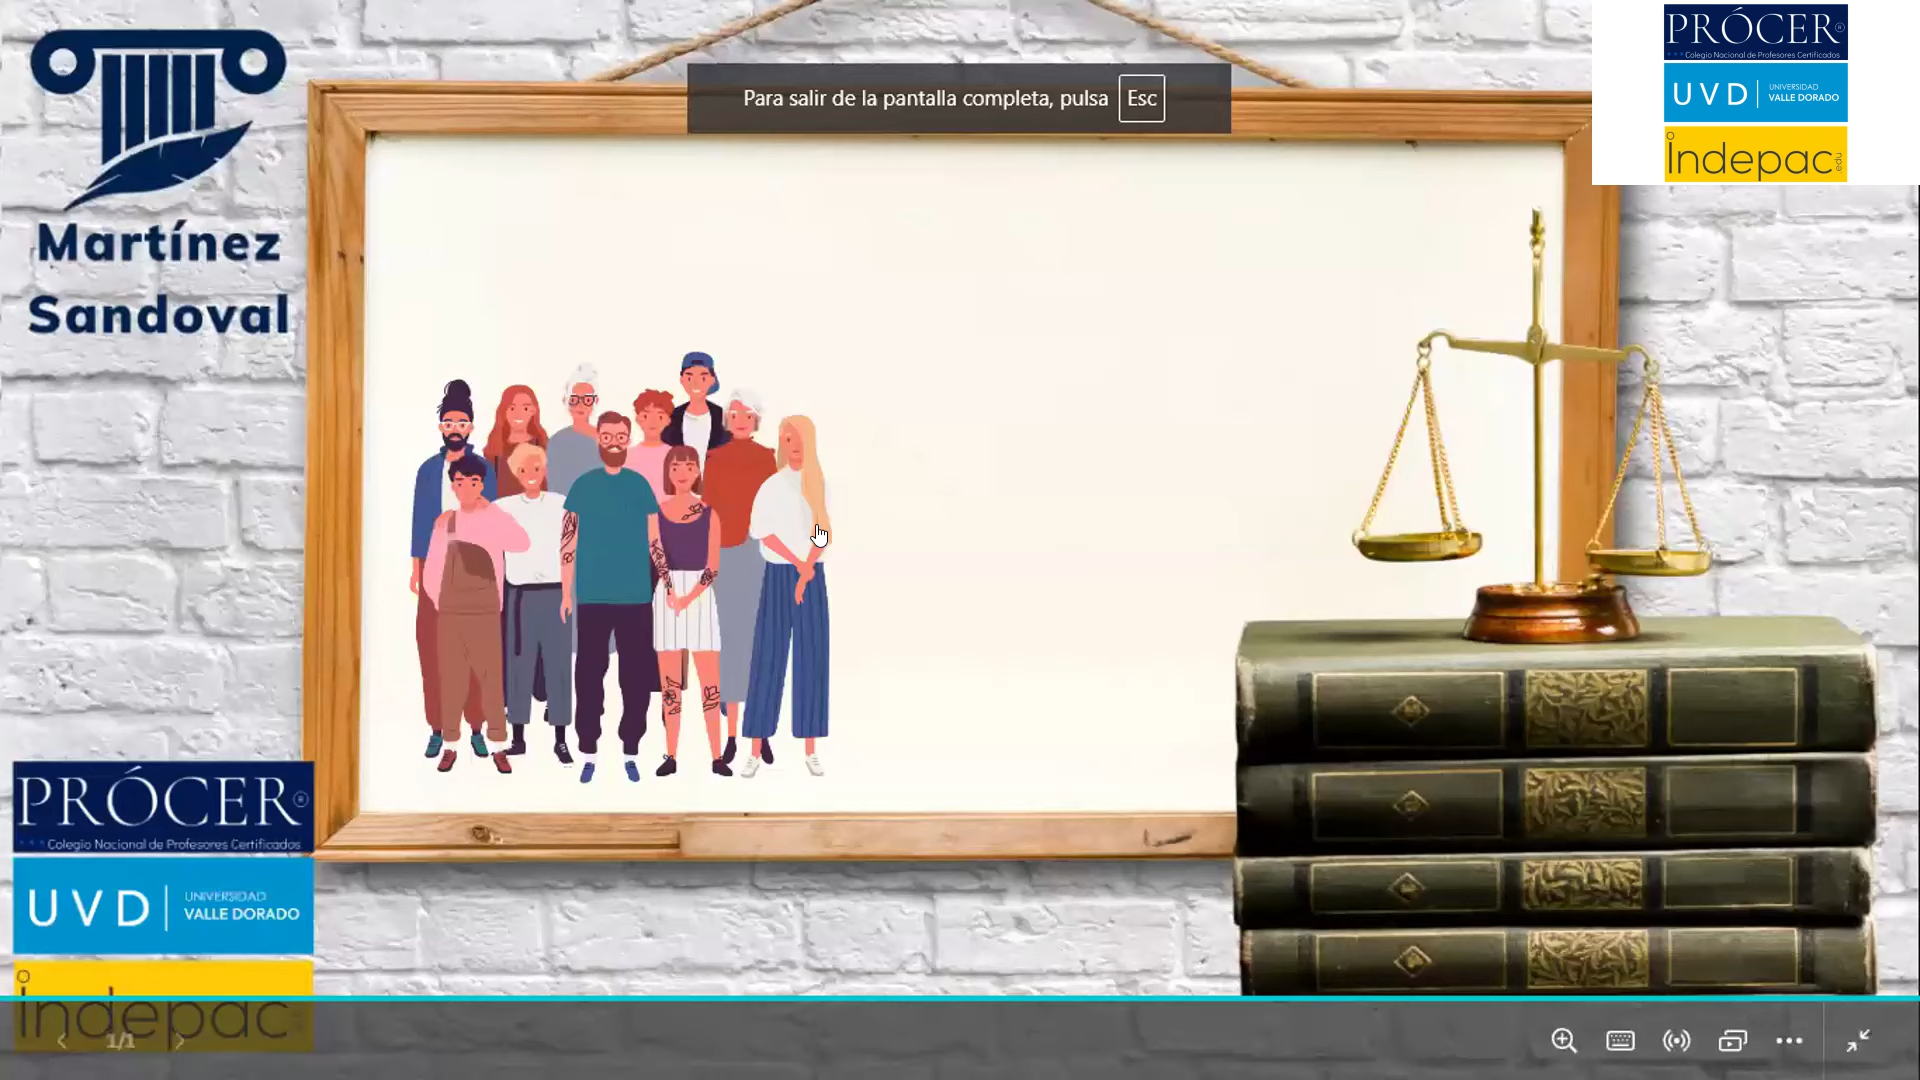 Martínez
Sandoval
Para salir de la pantalla completa, pulsa Esc
PRÓCER®
Colegio Nacional de Profesores Certificados
UVD
UNIVERSIDAD
VALLE DORADO
indepac.edu
PRÓCER®
Colegio Nacional de Profesores Certificados
UVD
UNIVERSIDAD
VALLE DORADO
indepac
1/1